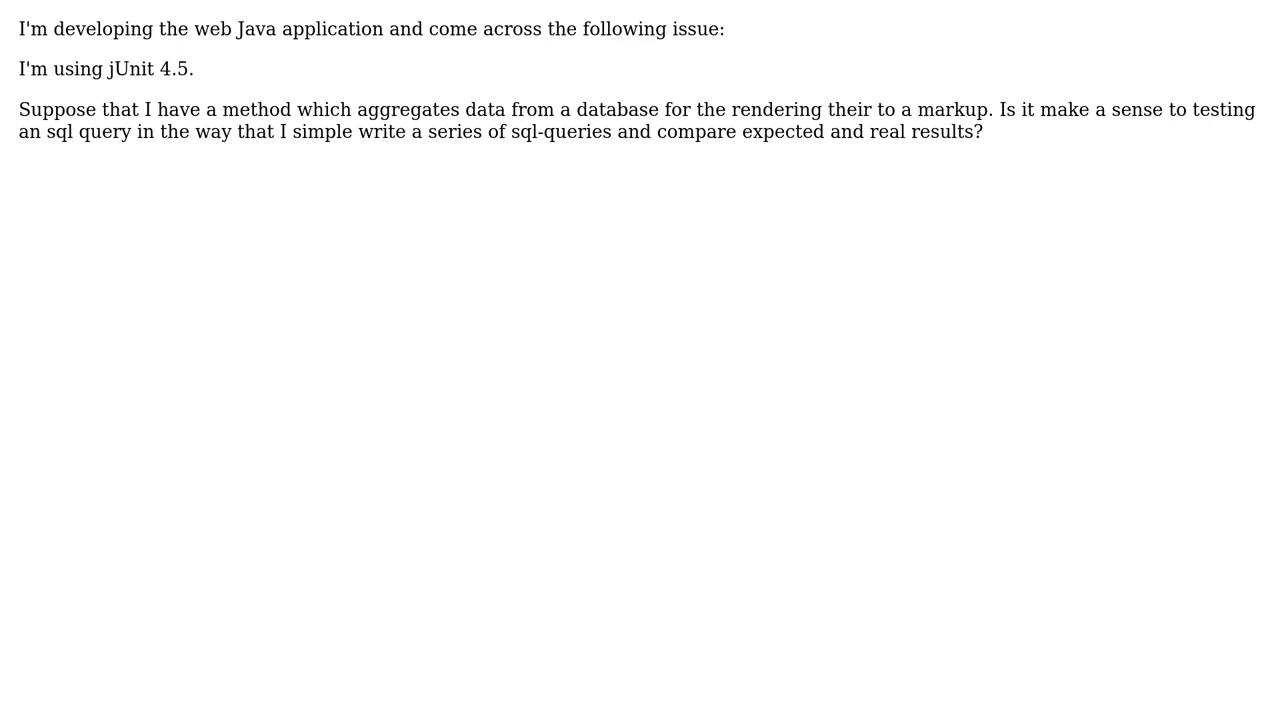 I'm developing the web Java application and come across the following issue:
I'm using jUnit 4.5.
Suppose that I have a method which aggregates data from a database for the rendering their to a markup. Is it make a sense to testing
an sql query in the way that I simple write a series of sql-queries and compare expected and real results?